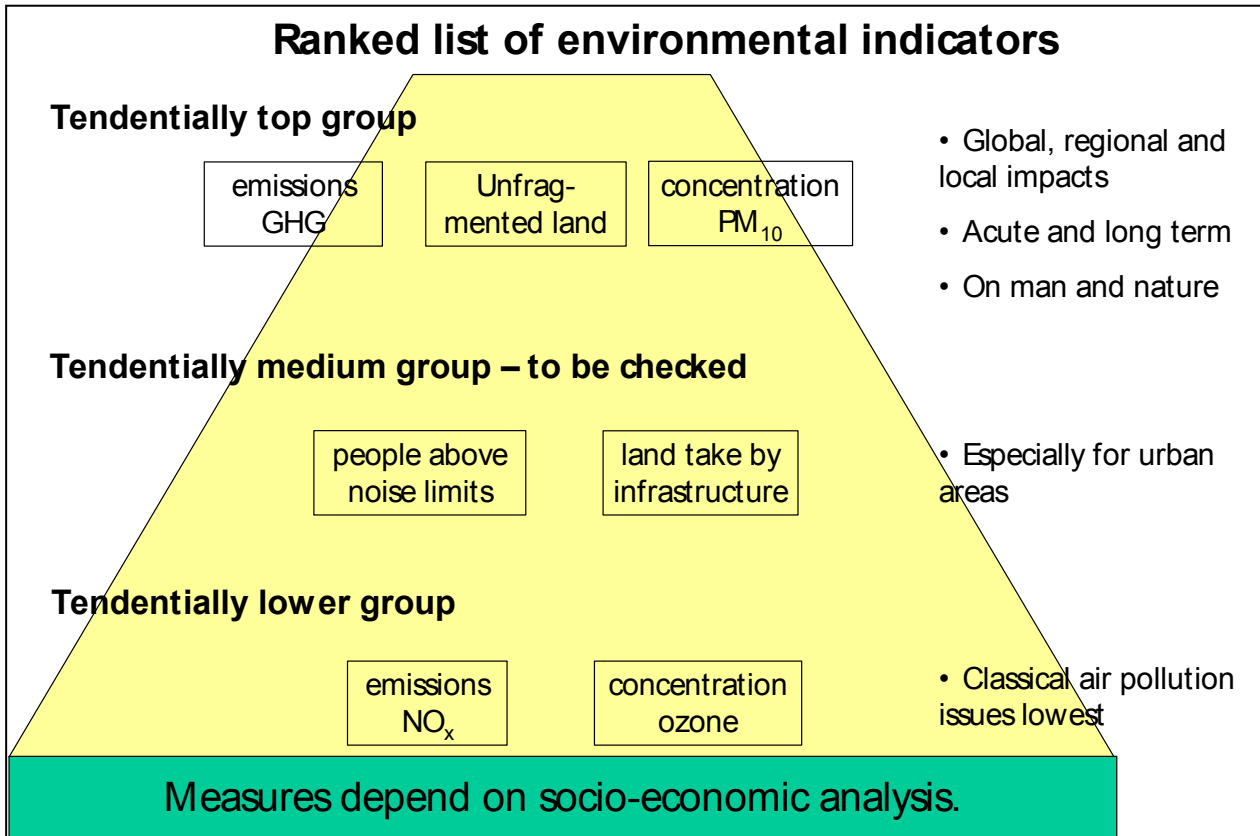 Ranked list of environmental indicators
Tendentially top group
emissions
GHG
Unfrag-
mented land
concentration
PM₁₀
• Global, regional and
local impacts
• Acute and long term
• On man and nature
Tendentially medium group – to be checked
people above
noise limits
land take by
infrastructure
• Especially for urban
areas
Tendentially lower group
emissions
NOₓ
concentration
ozone
• Classical air pollution
issues lowest
Measures depend on socio-economic analysis.